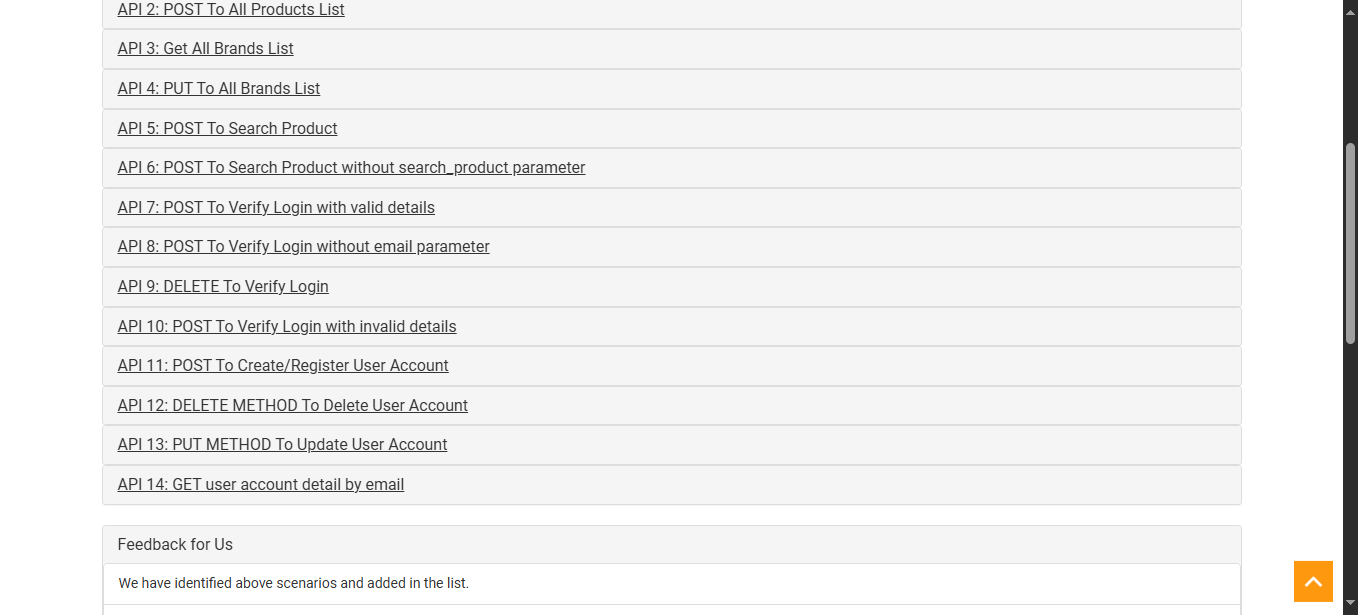 API 2: POST To All Products List
API 3: Get All Brands List
API 4: PUT To All Brands List
API 5: POST To Search Product
API 6: POST To Search Product without search_product parameter
API 7: POST To Verify Login with valid details
API 8: POST To Verify Login without email parameter
API 9: DELETE To Verify Login
API 10: POST To Verify Login with invalid details
API 11: POST To Create/Register User Account
API 12: DELETE METHOD To Delete User Account
API 13: PUT METHOD To Update User Account
API 14: GET user account detail by email
Feedback for Us
We have identified above scenarios and added in the list.